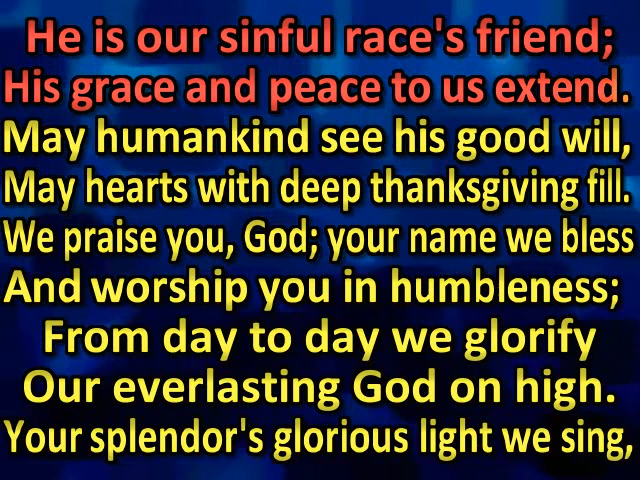 He is our sinful race's friend;
His grace and peace to us extend.
May humankind see his good will,
May hearts with deep thanksgiving fill.
We praise you, God; your name we bless
And worship you in humbleness;
From day to day we glorify
Our everlasting God on high.
Your splendor's glorious light we sing,